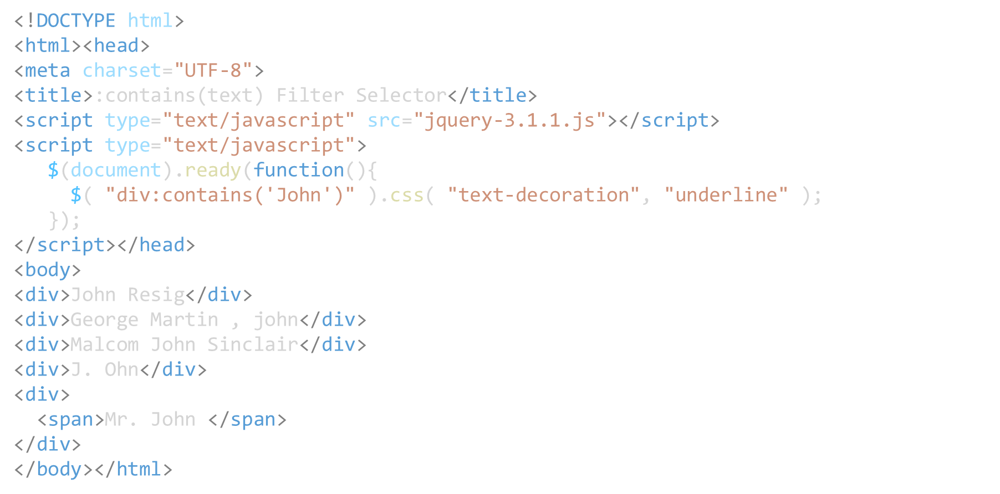 <!DOCTYPE html>
<html><head>
<meta charset="UTF-8">
<title>:contains(text) Filter Selector</title>
<script type="text/javascript" src="jquery-3.1.1.js"></script>
<script type="text/javascript">
   $(document).ready(function(){
     $( "div:contains('John')" ).css( "text-decoration", "underline" );
   });
</script></head>
<body>
<div>John Resig</div>
<div>George Martin , john</div>
<div>Malcom John Sinclair</div>
<div>J. Ohn</div>
<div>
  <span>Mr. John </span>
</div>
</body></html>